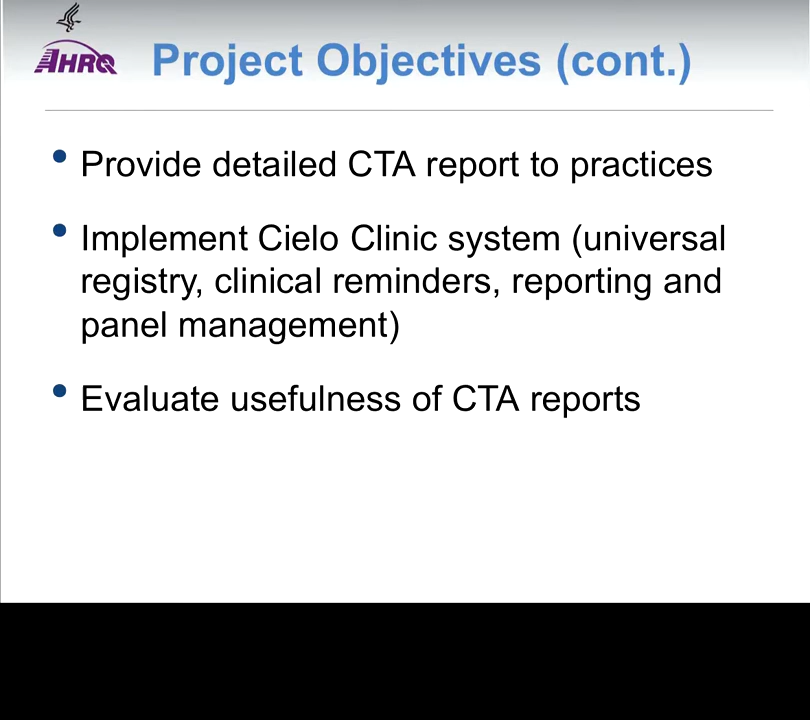 AHRQ
Project Objectives (cont.)
• Provide detailed CTA report to practices
• Implement Cielo Clinic system (universal
registry, clinical reminders, reporting and
panel management)
• Evaluate usefulness of CTA reports